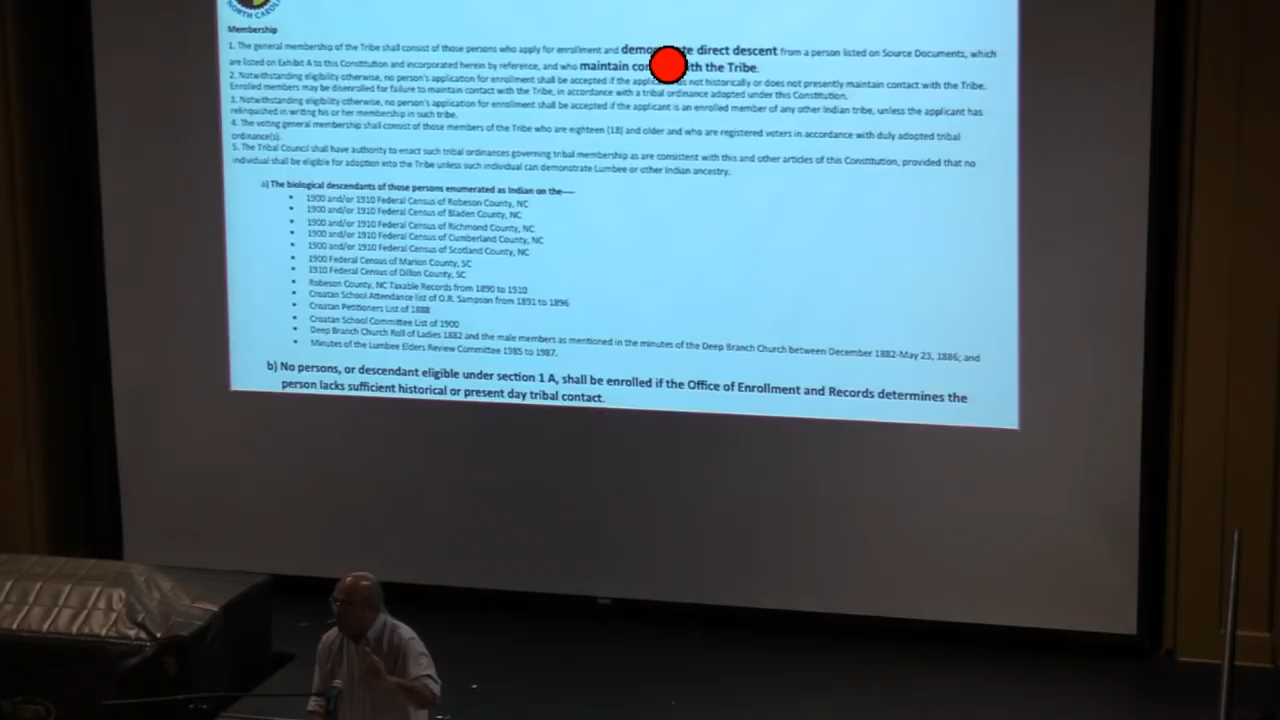 NORTH CAROL
Membership
1. The general membership of the Tribe shall consist of those persons who apply for enrollment and demo te direct descent from a person listed on Source Documents, which
are listed on Exhibit A to this Constitution and incorporated herein by reference, and who maintain con th the Tribe.
2. Notwithstanding eligibility otherwise, no person's application for enrollment shall be accepted if the applic s not historically or does not presently maintain contact with the Tribe.
Enrolled members may be disenrolled for failure to maintain contact with the Tribe, in accordance with a tribal ordinance adopted under this Constitution.
3. Notwithstanding eligibility otherwise, no person's application for enrollment shall be accepted if the applicant is an enrolled member of any other Indian tribe, unless the applicant has
relinquished in writing his or her membership in such tribe.
4. The voting general membership shall consist of those members of the Tribe who are eighteen (18) and older and who are registered voters in accordance with duly adopted tribal
ordinance(s).
5. The Tribal Council shall have authority to enact such tribal ordinances governing tribal membership as are consistent with this and other articles of this Constitution, provided that no
individual shall be eligible for adoption into the Tribe unless such individual can demonstrate Lumbee or other Indian ancestry.
a) The biological descendants of those persons enumerated as Indian on the—
• 1900 and/or 1910 Federal Census of Robeson County, NC
• 1900 and/or 1910 Federal Census of Bladen County, NC
• 1900 and/or 1910 Federal Census of Richmond County, NC
• 1900 and/or 1910 Federal Census of Cumberland County, NC
• 1900 and/or 1910 Federal Census of Scotland County, NC
• 1900 Federal Census of Marion County, SC
• 1910 Federal Census of Dillon County, SC
• Robeson County, NC Taxable Records from 1890 to 1910
• Croatan School Attendance list of O.R. Sampson from 1891 to 1896
• Croatan Petitioners List of 1888
• Croatan School Committee List of 1900
• Deep Branch Church Roll of Ladies 1882 and the male members as mentioned in the minutes of the Deep Branch Church between December 1882-May 23, 1886; and
• Minutes of the Lumbee Elders Review Committee 1985 to 1987.
b) No persons, or descendant eligible under section 1 A, shall be enrolled if the Office of Enrollment and Records determines the
person lacks sufficient historical or present day tribal contact.